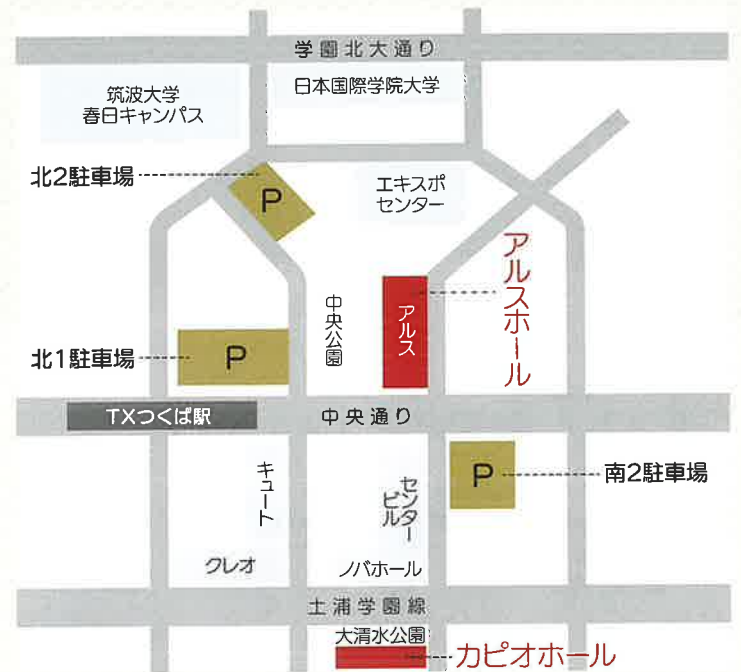 学園北大通り
筑波大学
春日キャンパス
日本国際学院大学
北2駐車場
P
エキスポ
センター
アルスホール
中央公園
アルス
北1駐車場
P
TXつくば駅
中央通り
キュート
センター
ビル
P
南2駐車場
クレオ
ノバホール
土浦学園線
大清水公園
カピオホール